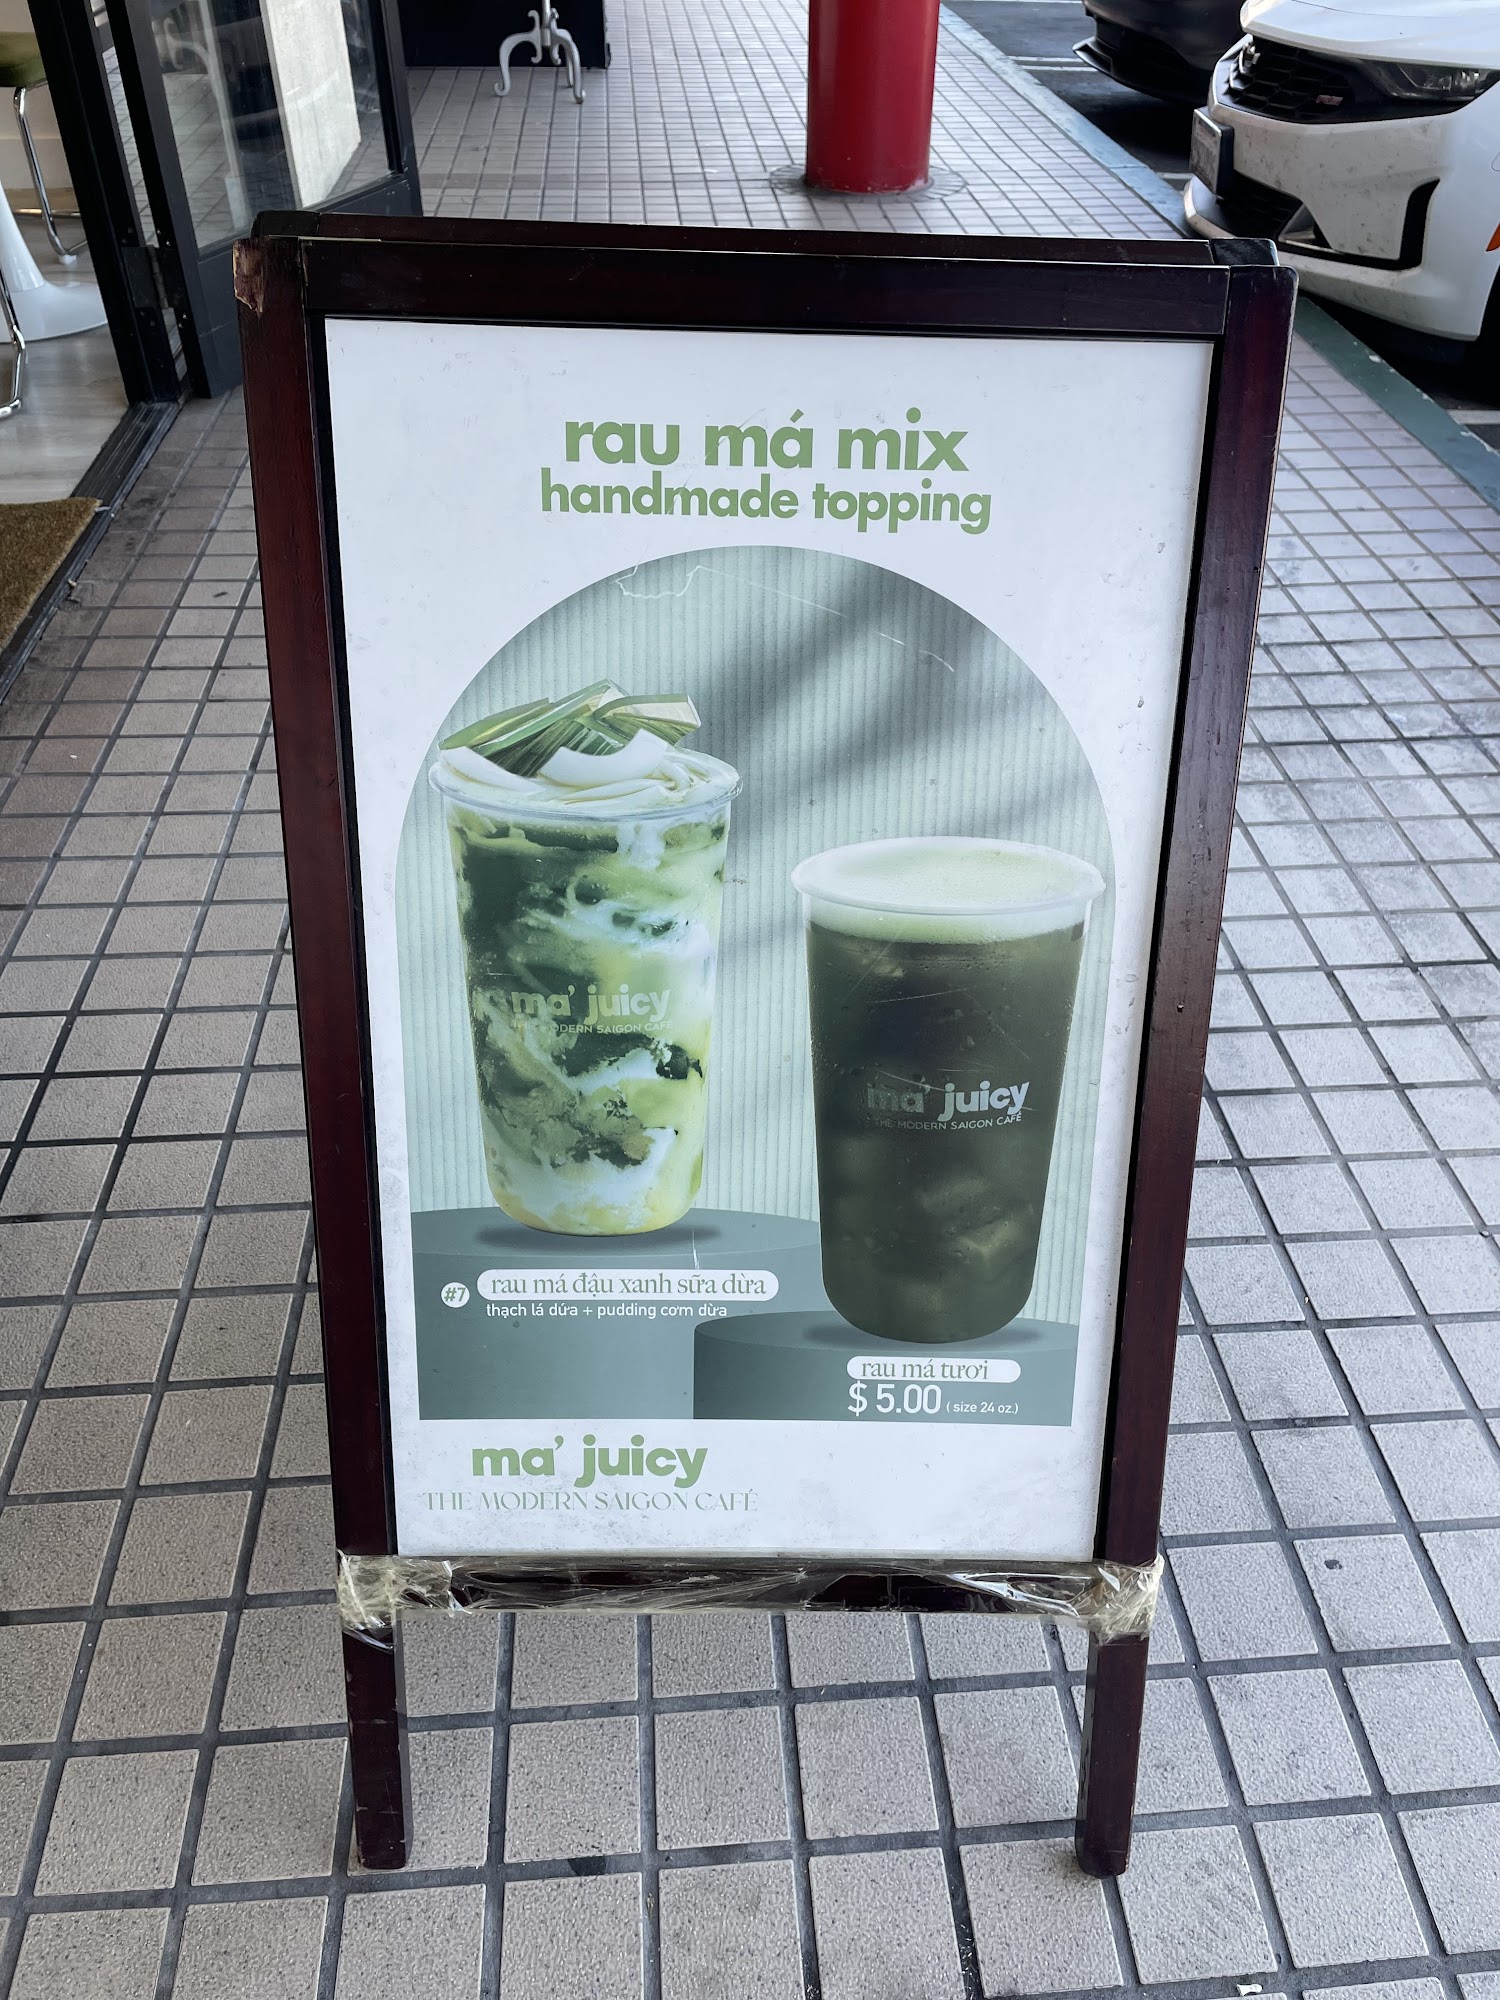 rau má mix
handmade topping
ma' juicy
THE MODERN SAIGON CAFÉ
ma' juicy
THE MODERN SAIGON CAFÉ
#7 rau má đậu xanh sữa dừa
thạch lá dứa + pudding cơm dừa
rau má tươi
$ 5.00 ( size 24 oz.)
ma' juicy
THE MODERN SAIGON CAFÉ